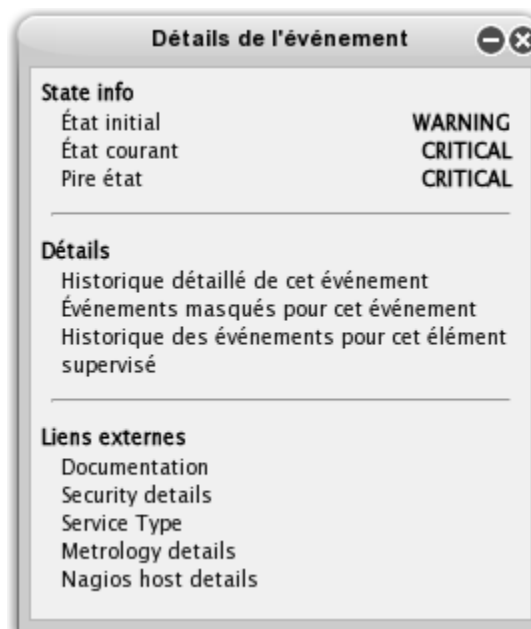 Détails de l'événement
State info
État initial WARNING
État courant CRITICAL
Pire état CRITICAL
Détails
Historique détaillé de cet événement
Événements masqués pour cet événement
Historique des événements pour cet élément
supervisé
Liens externes
Documentation
Security details
Service Type
Metrology details
Nagios host details